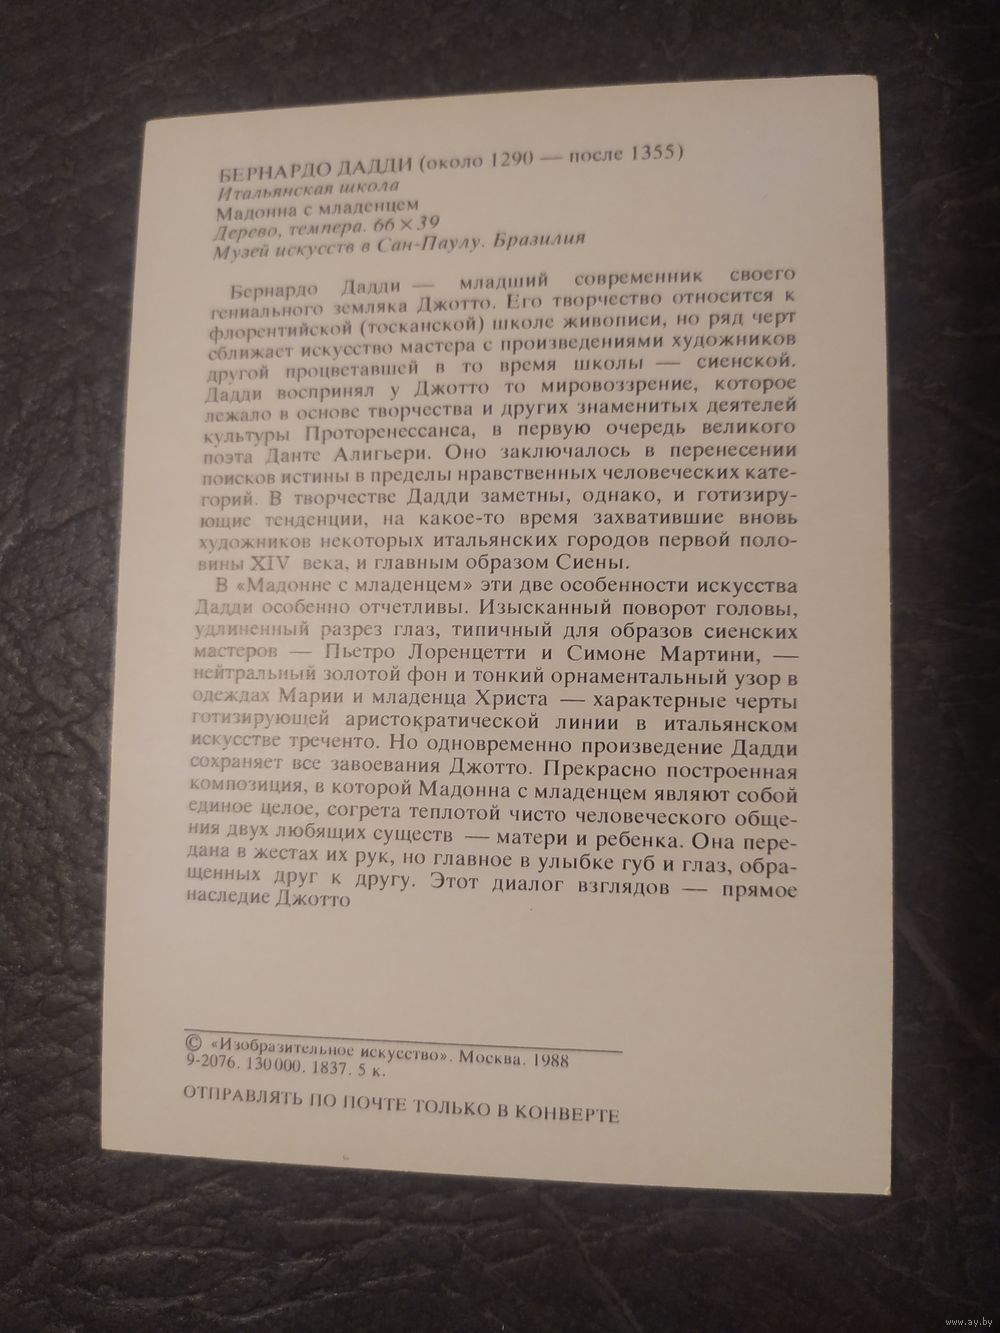 БЕРНАРДО ДАДДИ (около 1290 — после 1355)
Итальянская школа
Мадонна с младенцем
Дерево, темпера. 66×39
Музей искусств в Сан-Паулу. Бразилия
Бернардо Дадди — младший современник своего
гениального земляка Джотто. Его творчество относится к
флорентийской (тосканской) школе живописи, но ряд черт
сближает искусство мастера с произведениями художников
другой процветавшей в то время школы — сиенской.
Дадди воспринял у Джотто то мировоззрение, которое
лежало в основе творчества и других знаменитых деятелей
культуры Проторенессанса, в первую очередь великого
поэта Данте Алигьери. Оно заключалось в перенесении
поисков истины в пределы нравственных человеческих кате-
горий. В творчестве Дадди заметны, однако, и готизиру-
ющие тенденции, на какое-то время захватившие вновь
художников некоторых итальянских городов первой поло-
вины XIV века, и главным образом Сиены.
В «Мадонне с младенцем» эти две особенности искусства
Дадди особенно отчетливы. Изысканный поворот головы,
удлиненный разрез глаз, типичный для образов сиенских
мастеров — Пьетро Лоренцетти и Симоне Мартини, —
нейтральный золотой фон и тонкий орнаментальный узор в
одеждах Марии и младенца Христа — характерные черты
готизирующей аристократической линии в итальянском
искусстве треченто. Но одновременно произведение Дадди
сохраняет все завоевания Джотто. Прекрасно построенная
композиция, в которой Мадонна с младенцем являют собой
единое целое, согрета теплотой чисто человеческого обще-
ния двух любящих существ — матери и ребенка. Она пере-
дана в жестах их рук, но главное в улыбке губ и глаз, обра-
щенных друг к другу. Этот диалог взглядов — прямое
наследие Джотто
© «Изобразительное искусство». Москва. 1988
9-2076. 130000. 1837. 5 к.
ОТПРАВЛЯТЬ ПО ПОЧТЕ ТОЛЬКО В КОНВЕРТЕ
www.ay.by